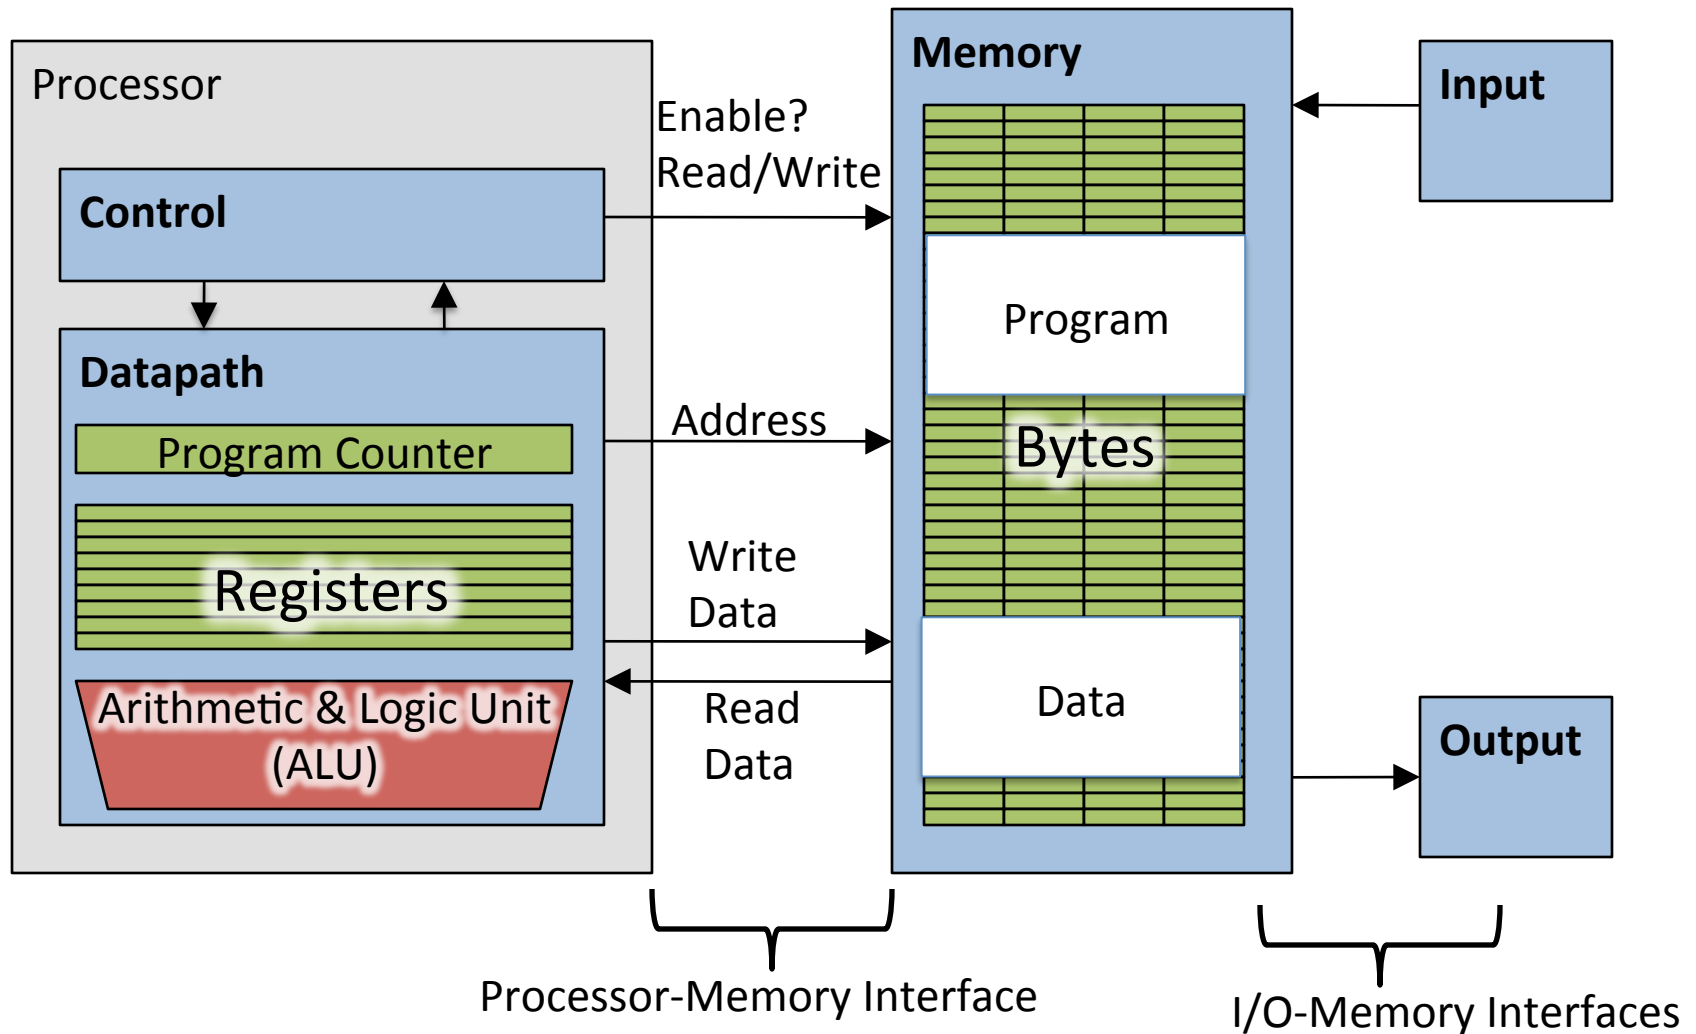 Processor
Control
Datapath
Program Counter
Registers
Arithmetic & Logic Unit
(ALU)
Enable?
Read/Write
Address
Write
Data
Read
Data
Memory
Program
Bytes
Data
Input
Output
Processor-Memory Interface
I/O-Memory Interfaces